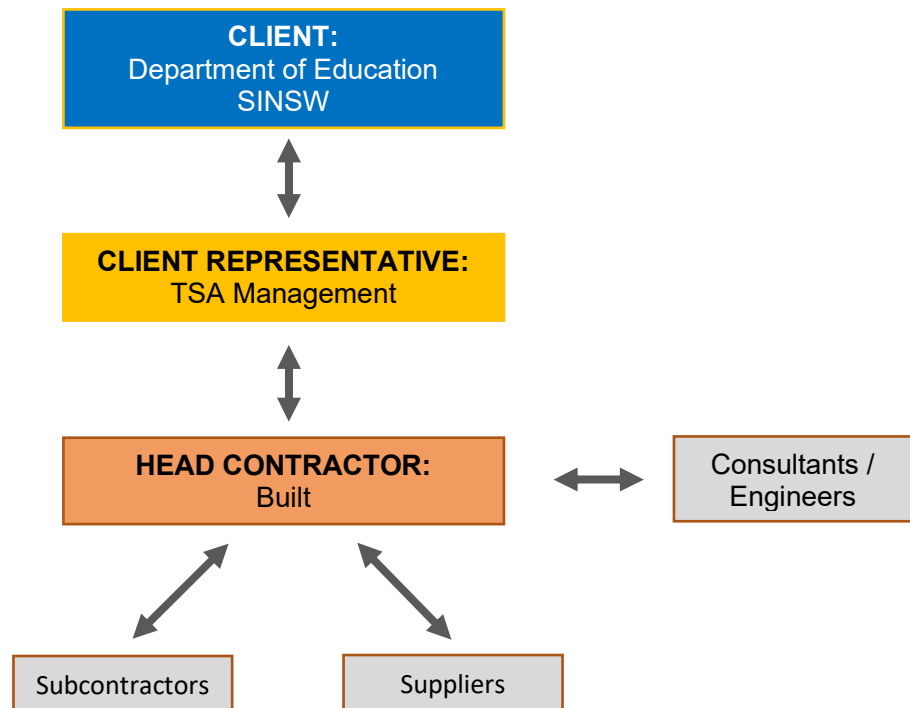 CLIENT:
Department of Education
SINSW
CLIENT REPRESENTATIVE:
TSA Management
HEAD CONTRACTOR:
Built
Consultants /
Engineers
Subcontractors
Suppliers